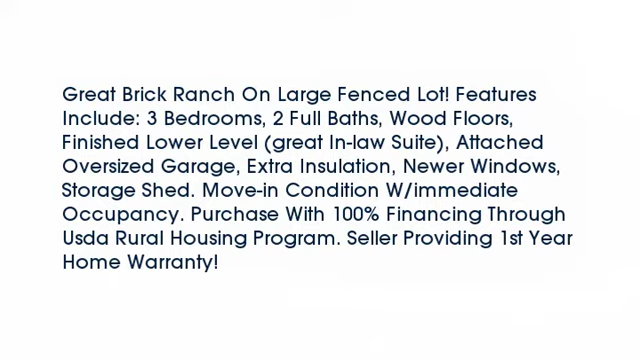 Great Brick Ranch On Large Fenced Lot! Features
Include: 3 Bedrooms, 2 Full Baths, Wood Floors,
Finished Lower Level (great In-law Suite), Attached
Oversized Garage, Extra Insulation, Newer Windows,
Storage Shed. Move-in Condition W/immediate
Occupancy. Purchase With 100% Financing Through
Usda Rural Housing Program. Seller Providing 1st Year
Home Warranty!